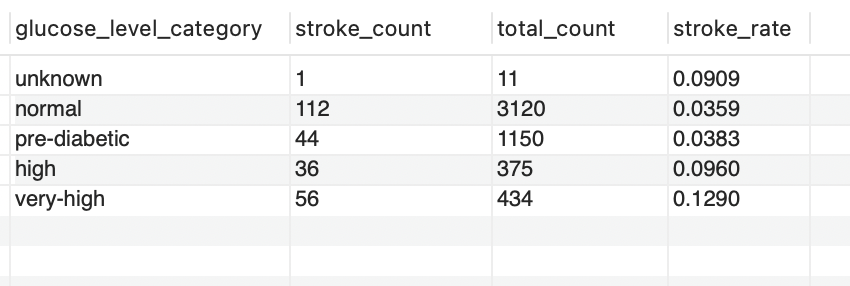 glucose_level_category stroke_count total_count stroke_rate
unknown 1 11 0.0909
normal 112 3120 0.0359
pre-diabetic 44 1150 0.0383
high 36 375 0.0960
very-high 56 434 0.1290